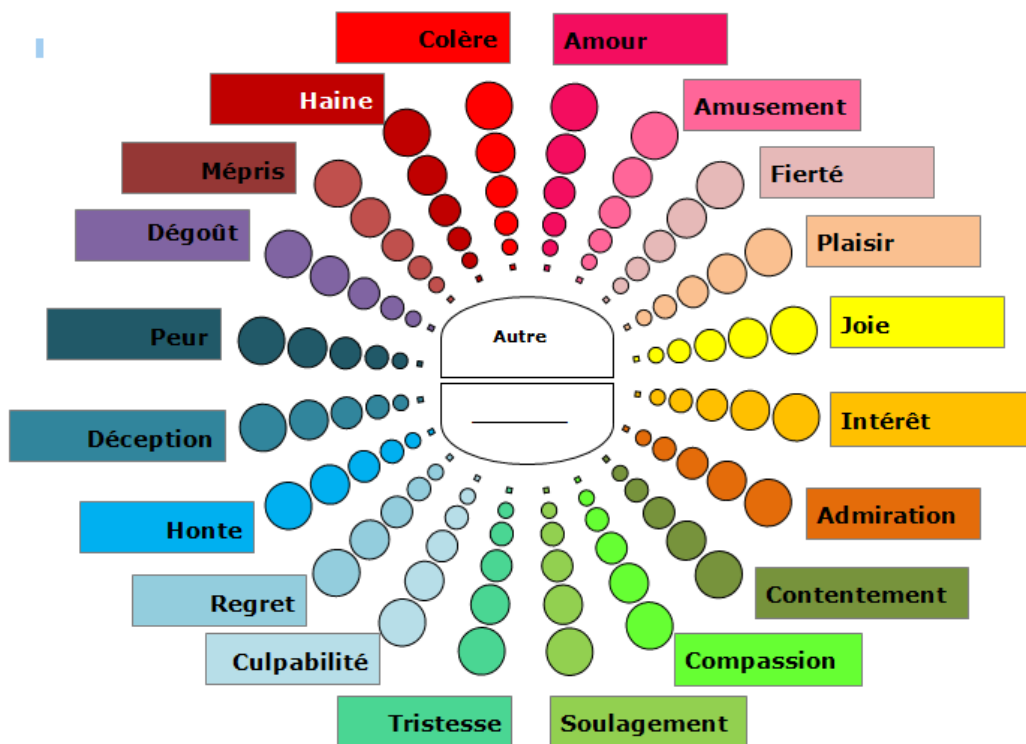 Colère
Amour
Haine
Amusement
Mépris
Fierté
Dégoût
Plaisir
Peur
Autre
Joie
Déception
Intérêt
Honte
Admiration
Regret
Contentement
Culpabilité
Compassion
Tristesse
Soulagement